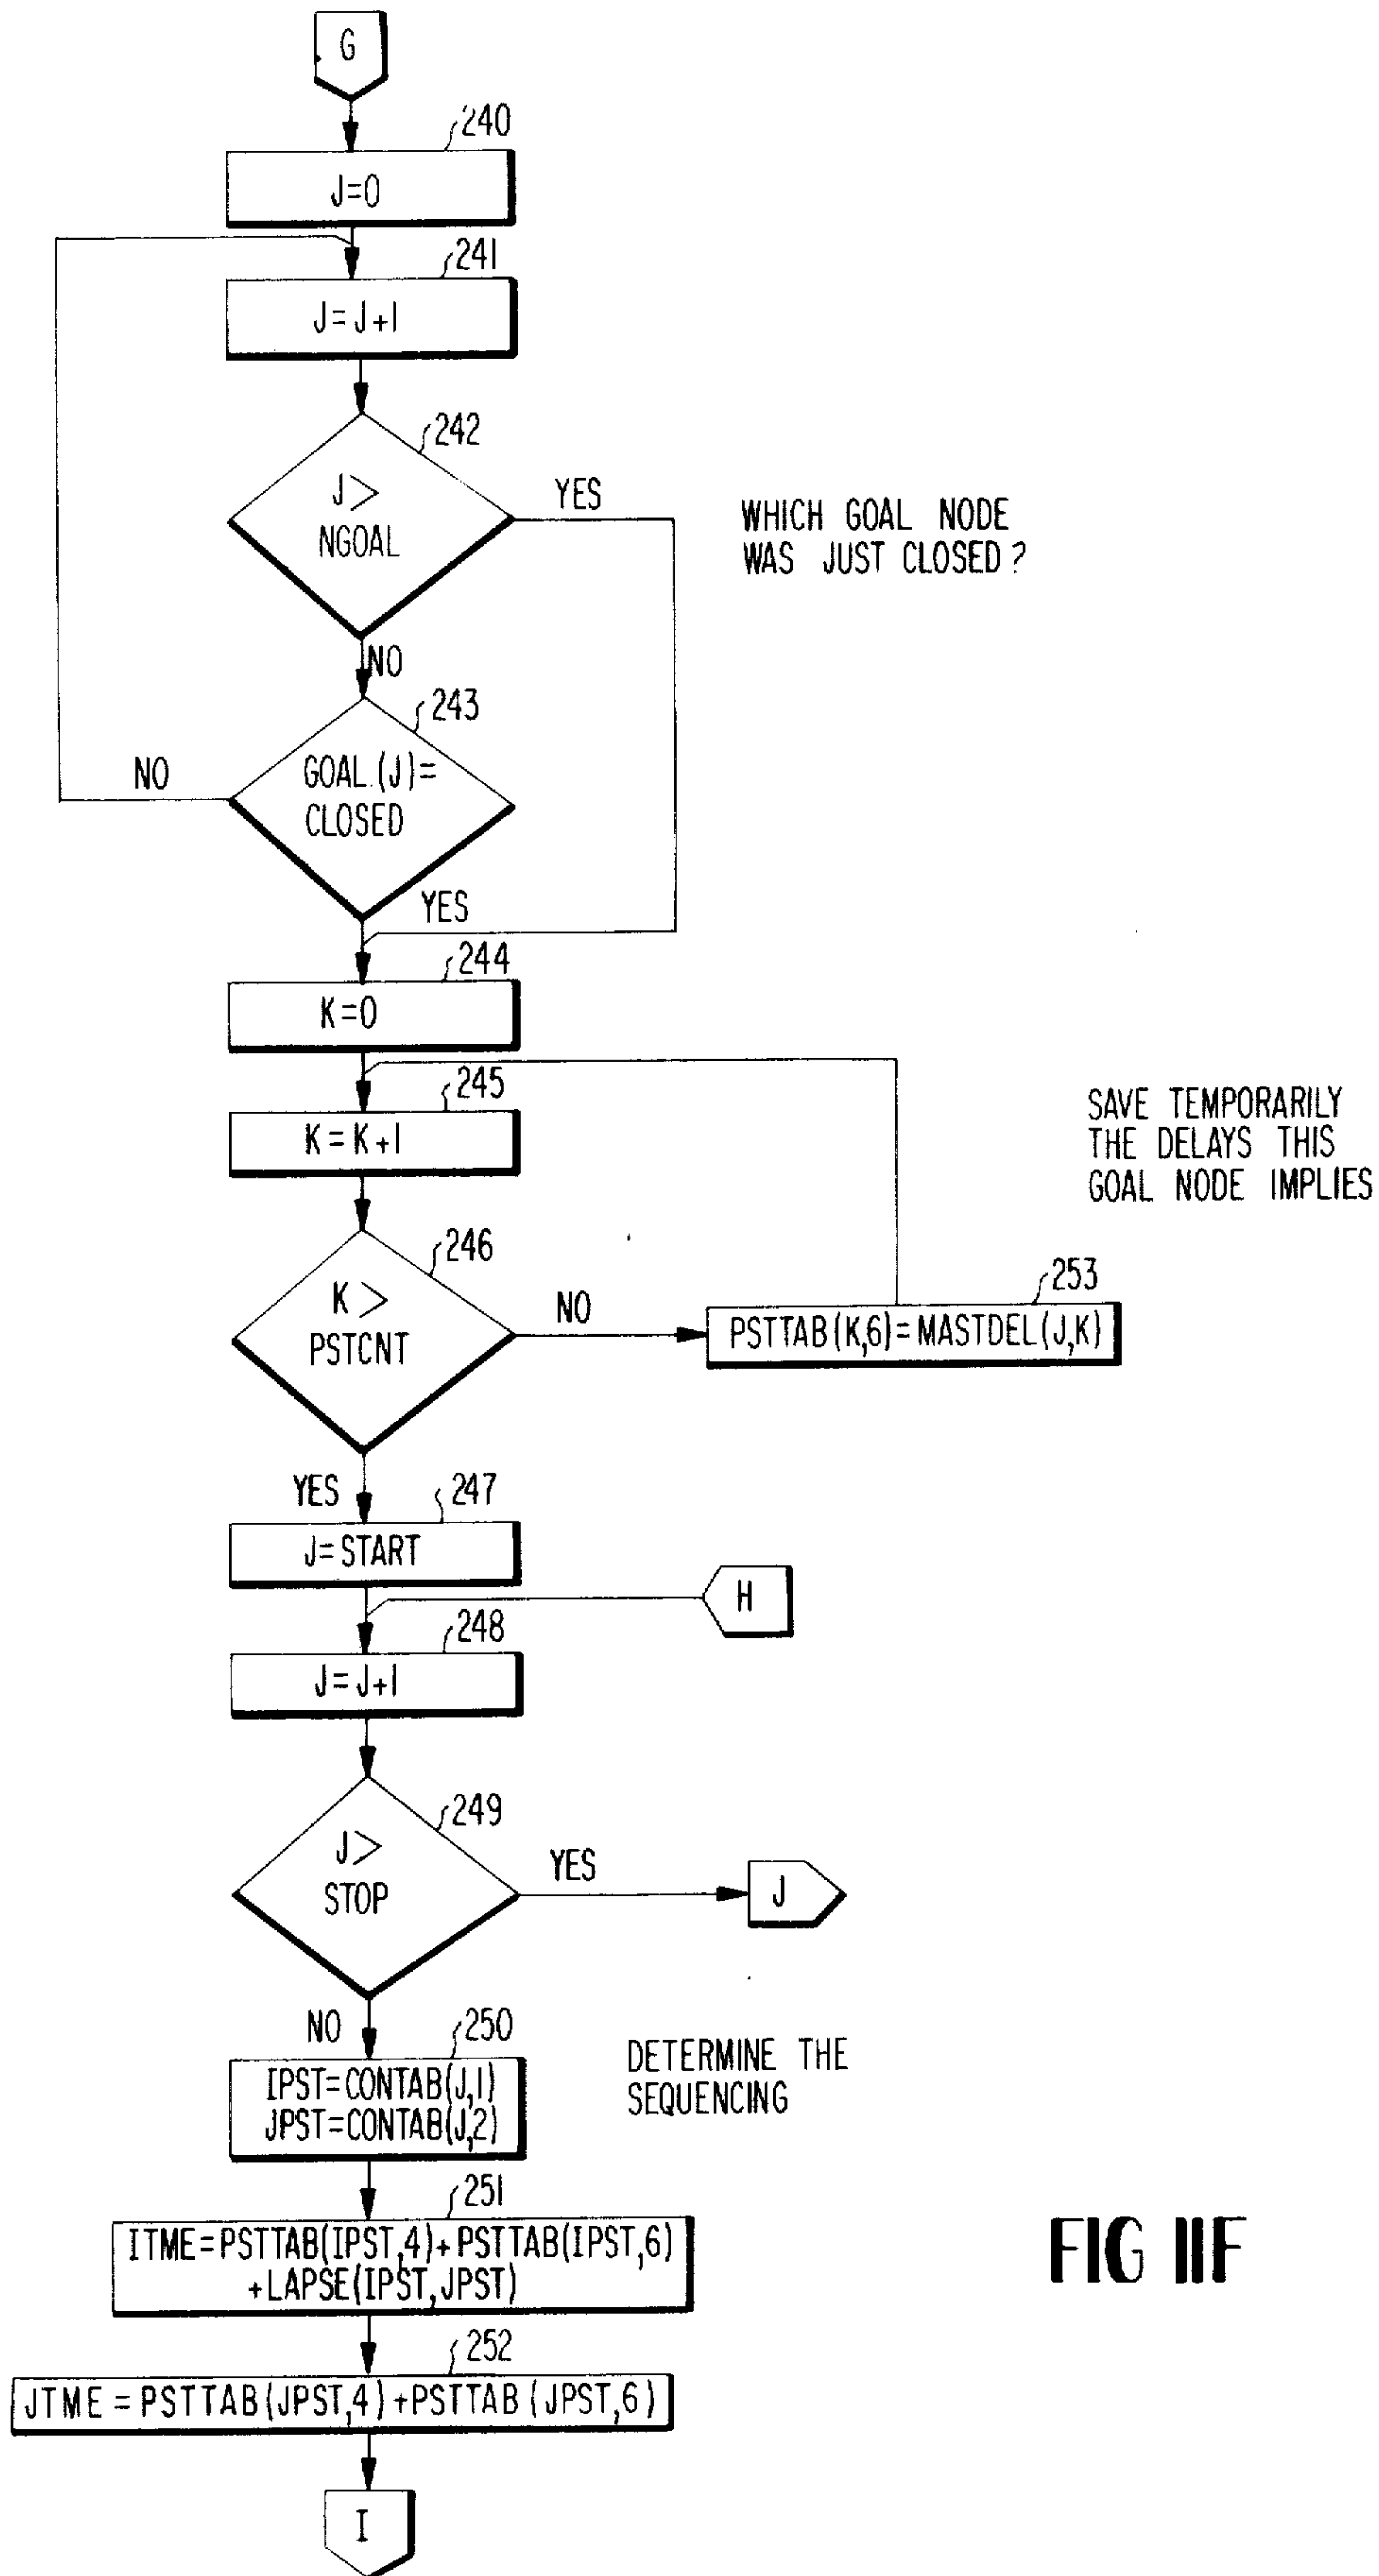 G
240
J=0
241
J=J+1
242
J>
NGOAL
YES
WHICH GOAL NODE
WAS JUST CLOSED?
NO
243
GOAL.(J)=
CLOSED
NO
YES
244
K=0
245
K=K+1
SAVE TEMPORARILY
THE DELAYS THIS
GOAL NODE IMPLIES
246
K>
PSTCNT
NO
253
PSTTAB(K,6)=MASTDEL(J,K)
YES
247
J=START
H
248
J=J+1
249
J>
STOP
YES
J
NO
250
IPST=CONTAB(J,1)
JPST=CONTAB(J,2)
DETERMINE THE
SEQUENCING
251
ITME=PSTTAB(IPST,4)+PSTTAB(IPST,6)
+LAPSE(IPST,JPST)
252
JTME=PSTTAB(JPST,4)+PSTTAB(JPST,6)
I
FIG 11F